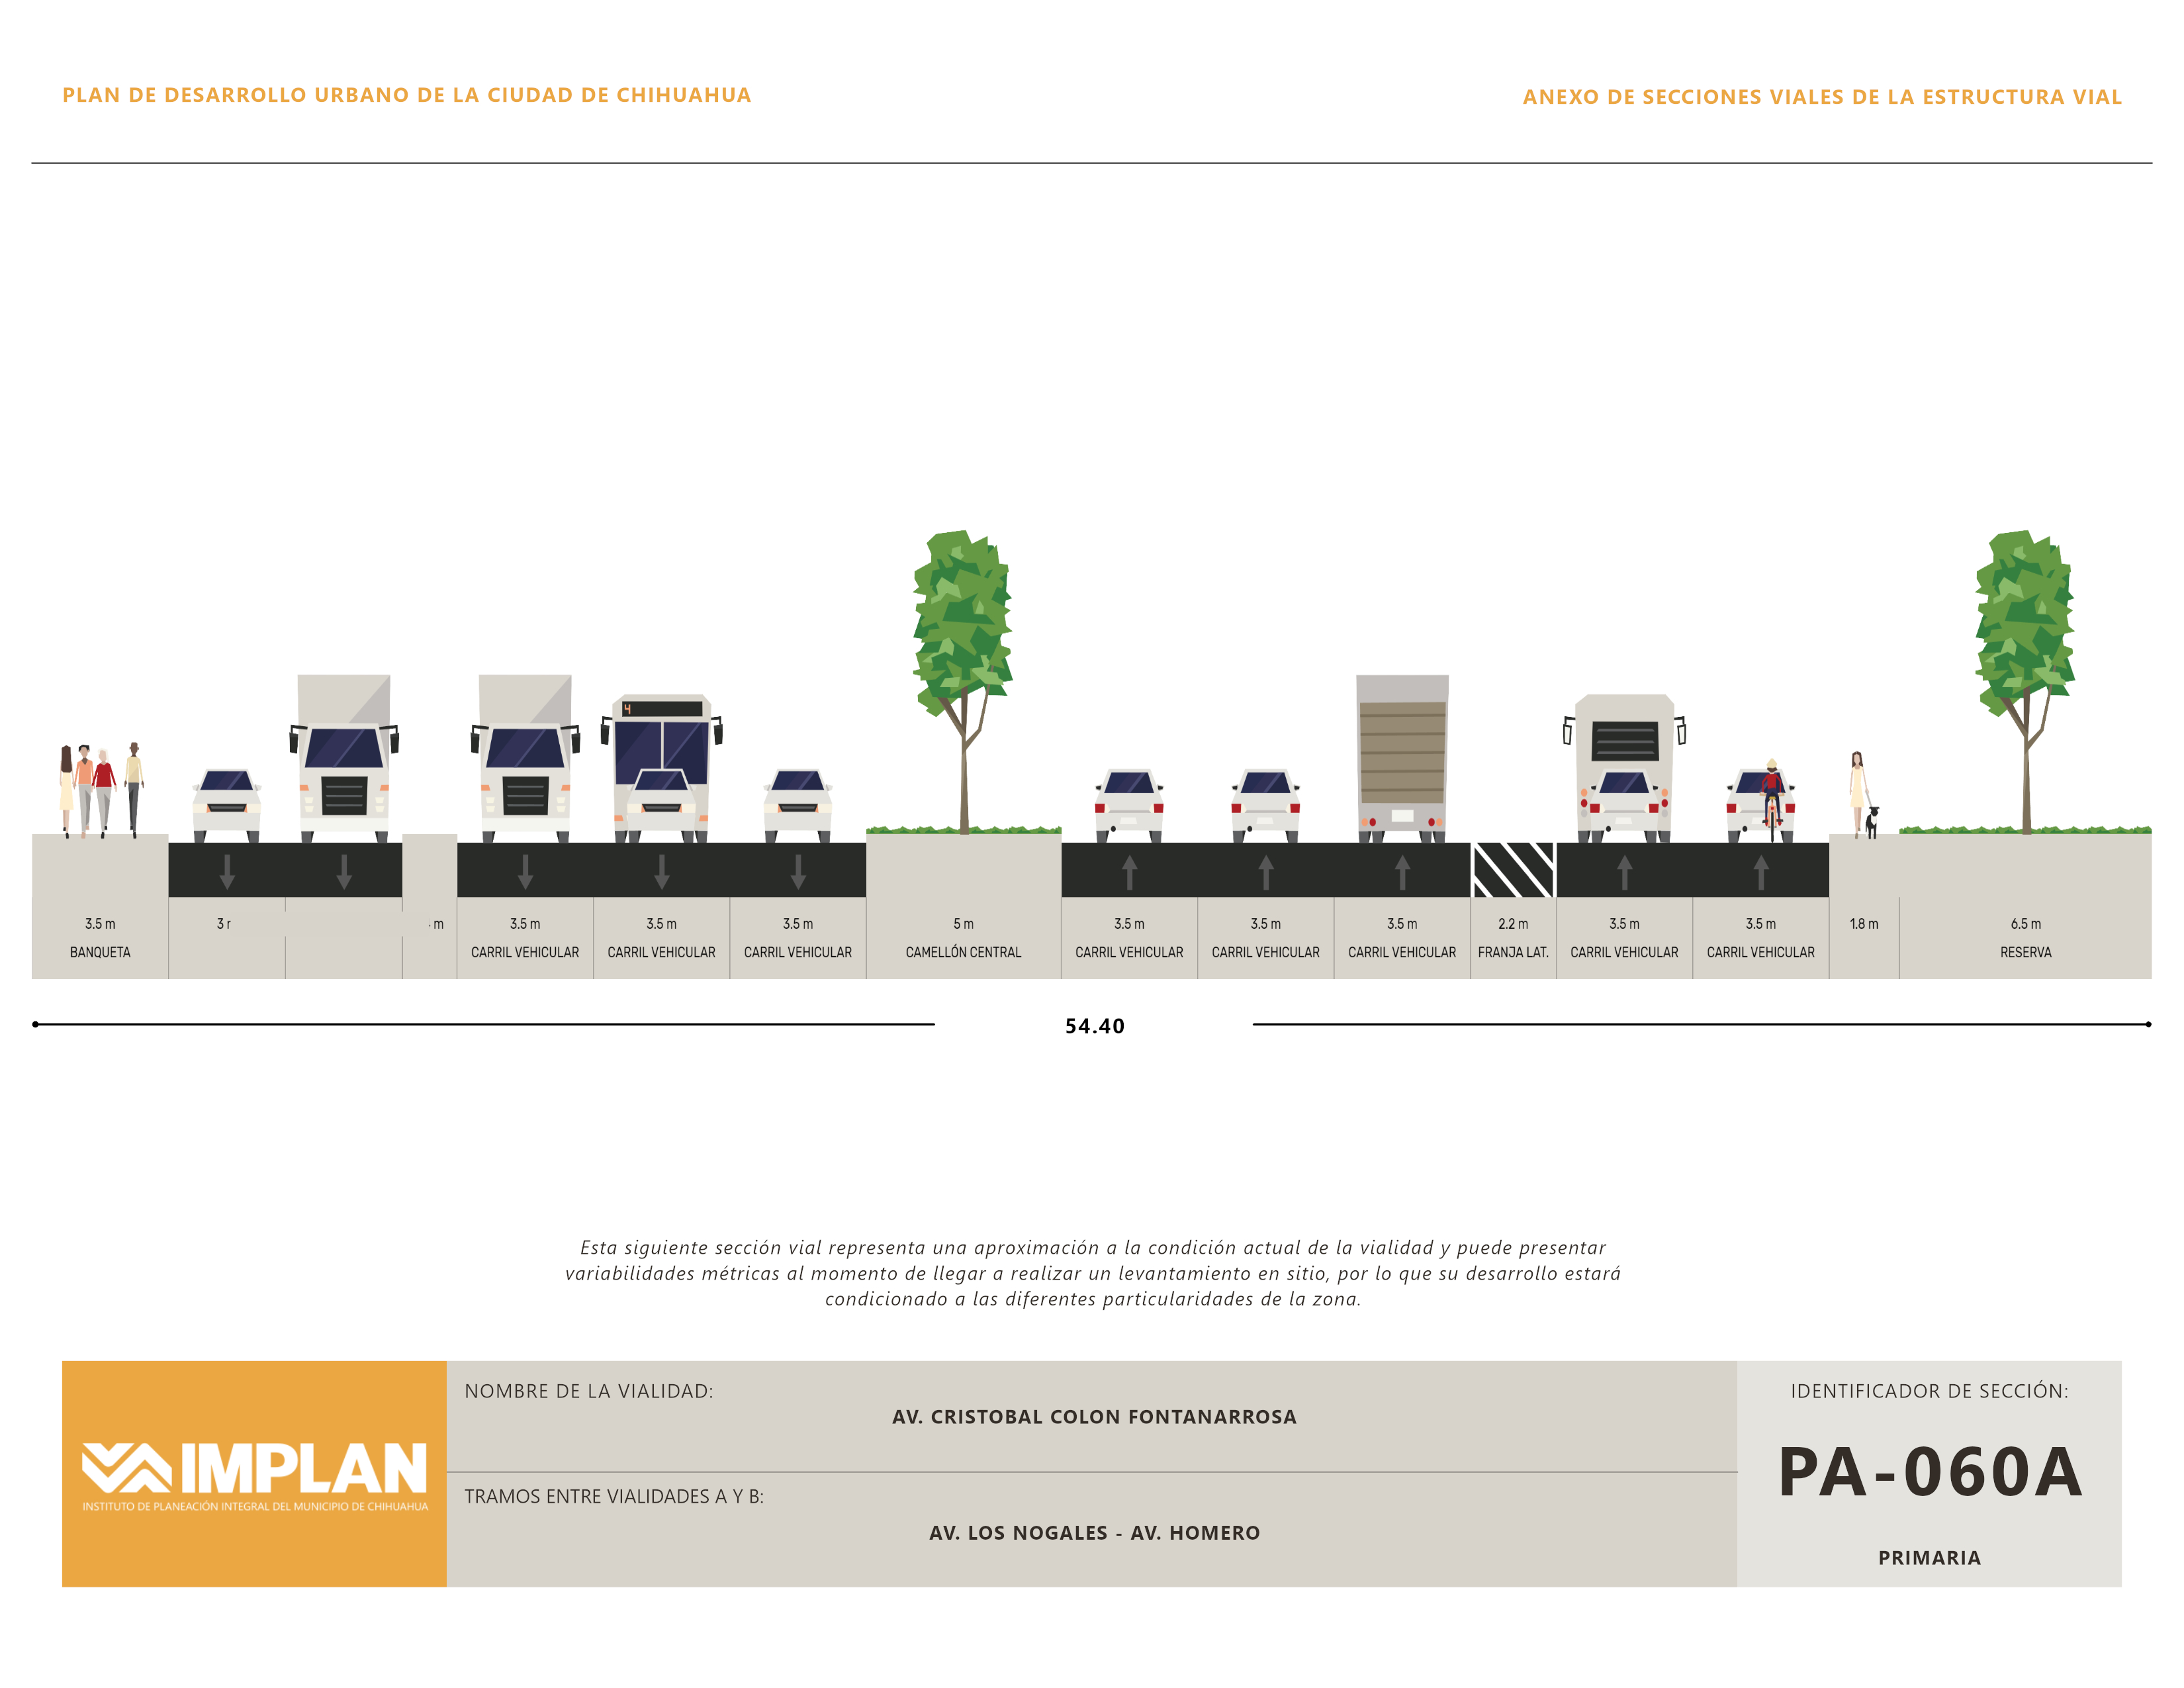 PLAN DE DESARROLLO URBANO DE LA CIUDAD DE CHIHUAHUA
ANEXO DE SECCIONES VIALES DE LA ESTRUCTURA VIAL
4
3.5 m
3
m
3.5 m
3.5 m
3.5 m
5 m
3.5 m
3.5 m
3.5 m
2.2 m
3.5 m
3.5 m
1.8 m
6.5 m
BANQUETA
CARRIL VEHICULAR
CARRIL VEHICULAR
CARRIL VEHICULAR
CAMELLÓN CENTRAL
CARRIL VEHICULAR
CARRIL VEHICULAR
CARRIL VEHICULAR
FRANJA LAT.
CARRIL VEHICULAR
CARRIL VEHICULAR
RESERVA
54.40
Esta siguiente sección vial representa una aproximación a la condición actual de la vialidad y puede presentar
variabilidades métricas al momento de llegar a realizar un levantamiento en sitio, por lo que su desarrollo estará
condicionado a las diferentes particularidades de la zona.
IMPLAN
INSTITUTO DE PLANEACIÓN INTEGRAL DEL MUNICIPIO DE CHIHUAHUA
NOMBRE DE LA VIALIDAD:
AV. CRISTOBAL COLON FONTANARROSA
TRAMOS ENTRE VIALIDADES A Y B:
AV. LOS NOGALES - AV. HOMERO
IDENTIFICADOR DE SECCIÓN:
PA-060A
PRIMARIA